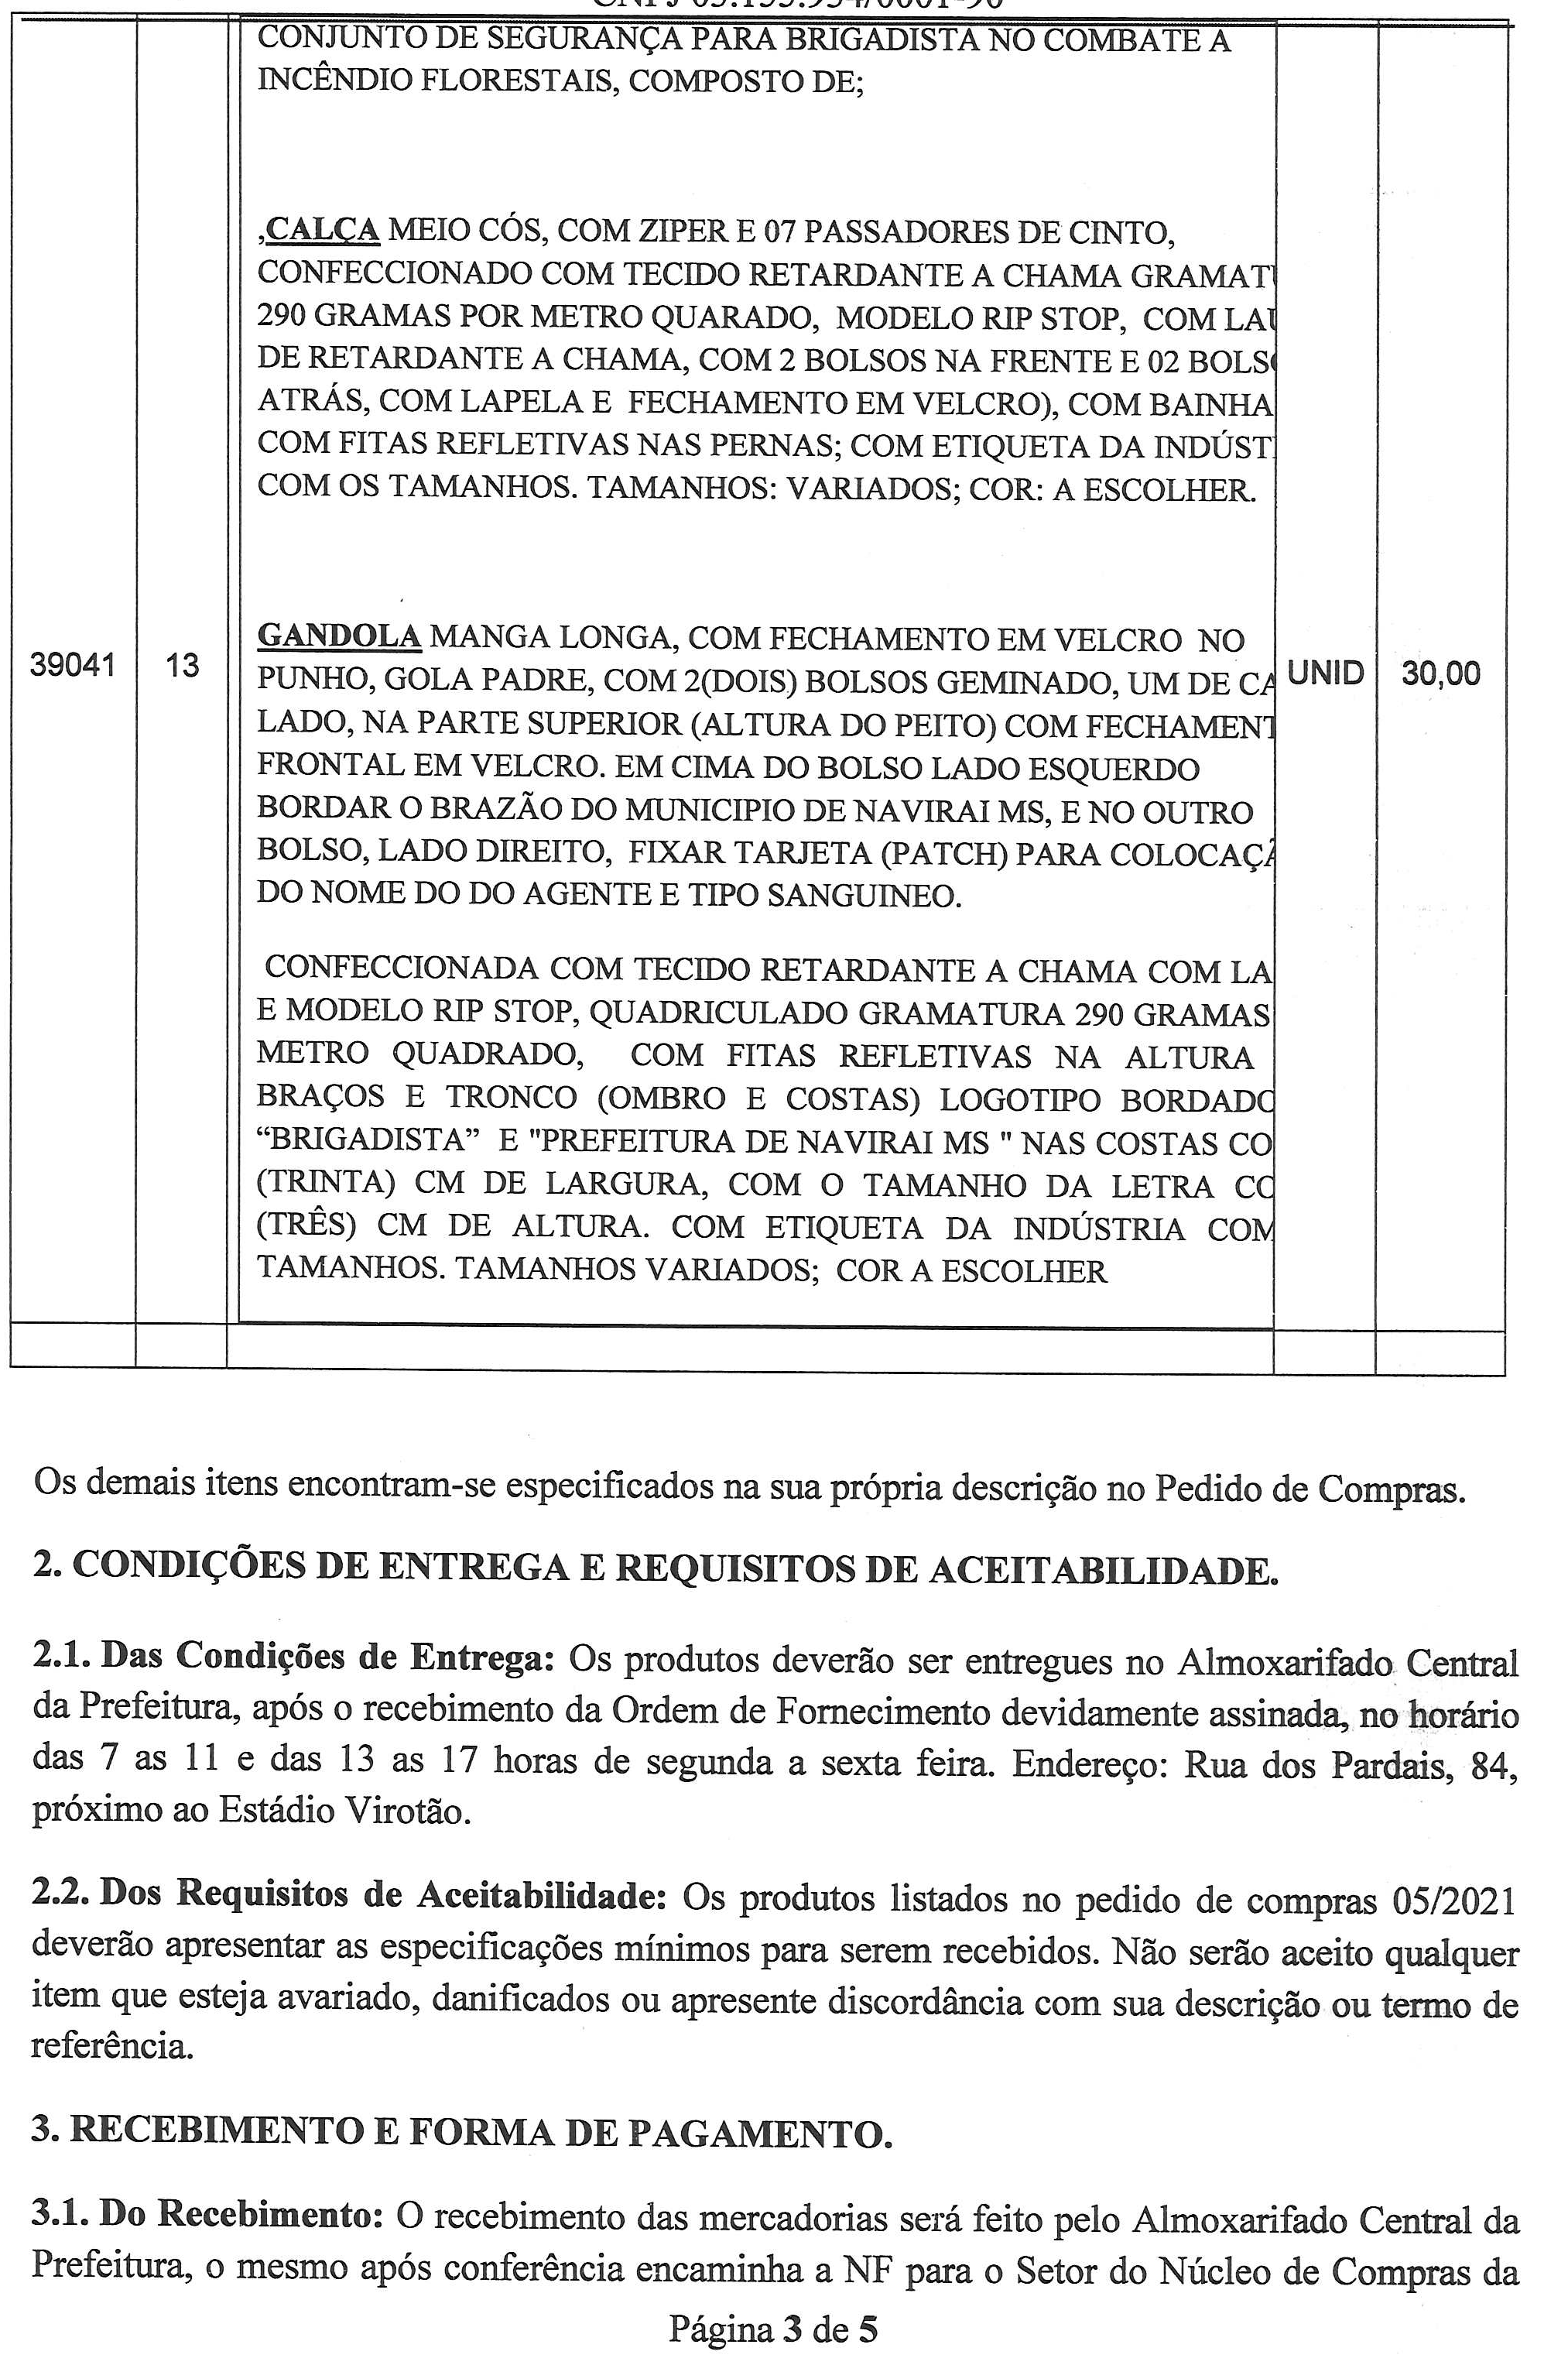 CONJUNTO DE SEGURANÇA PARA BRIGADISTA NO COMBATE A
INCÊNDIO FLORESTAIS, COMPOSTO DE;
,CALÇA MEIO CÓS, COM ZIPER E 07 PASSADORES DE CINTO,
CONFECCIONADO COM TECIDO RETARDANTE A CHAMA
290 GRAMAS POR METRO QUARADO, MODELO RIP STOP, COM
DE RETARDANTE A CHAMA, COM 2 BOLSOS NA FRENTE E 02
ATRÁS, COM LAPELA E FECHAMENTO EM VELCRO), COM BAINHA
COM FITAS REFLETIVAS NAS PERNAS; COM ETIQUETA DA
COM OS TAMANHOS. TAMANHOS: VARIADOS; COR: A ESCOLHER.
39041 13 UNID 30,00
GANDOLA MANGA LONGA, COM FECHAMENTO EM VELCRO NO
PUNHO, GOLA PADRE, COM 2(DOIS) BOLSOS GEMINADO, UM DE
LADO, NA PARTE SUPERIOR (ALTURA DO PEITO) COM
FRONTAL EM VELCRO. EM CIMA DO BOLSO LADO ESQUERDO
BORDAR O BRAZÃO DO MUNICIPIO DE NAVIRAI MS, E NO OUTRO
BOLSO, LADO DIREITO, FIXAR TARJETA (PATCH) PARA
DO NOME DO DO AGENTE E TIPO SANGUINEO.
CONFECCIONADA COM TECIDO RETARDANTE A CHAMA COM
E MODELO RIP STOP, QUADRICULADO GRAMATURA 290 GRAMAS
METRO QUADRADO, COM FITAS REFLETIVAS NA ALTURA
BRAÇOS E TRONCO (OMBRO E COSTAS) LOGOTIPO
“BRIGADISTA” E "PREFEITURA DE NAVIRAI MS " NAS COSTAS
(TRINTA) CM DE LARGURA, COM O TAMANHO DA LETRA
(TRÊS) CM DE ALTURA. COM ETIQUETA DA INDÚSTRIA COM
TAMANHOS. TAMANHOS VARIADOS; COR A ESCOLHER
Os demais itens encontram-se especificados na sua própria descrição no Pedido de Compras.
2. CONDIÇÕES DE ENTREGA E REQUISITOS DE ACEITABILIDADE.
2.1. Das Condições de Entrega: Os produtos deverão ser entregues no Almoxarifado Central
da Prefeitura, após o recebimento da Ordem de Fornecimento devidamente assinada, no horário
das 7 as 11 e das 13 as 17 horas de segunda a sexta feira. Endereço: Rua dos Pardais, 84,
próximo ao Estádio Virotão.
2.2. Dos Requisitos de Aceitabilidade: Os produtos listados no pedido de compras 05/2021
deverão apresentar as especificações mínimos para serem recebidos. Não serão aceito qualquer
item que esteja avariado, danificados ou apresente discordância com sua descrição ou termo de
referência.
3. RECEBIMENTO E FORMA DE PAGAMENTO.
3.1. Do Recebimento: O recebimento das mercadorias será feito pelo Almoxarifado Central da
Prefeitura, o mesmo após conferência encaminha a NF para o Setor do Núcleo de Compras da
Página 3 de 5